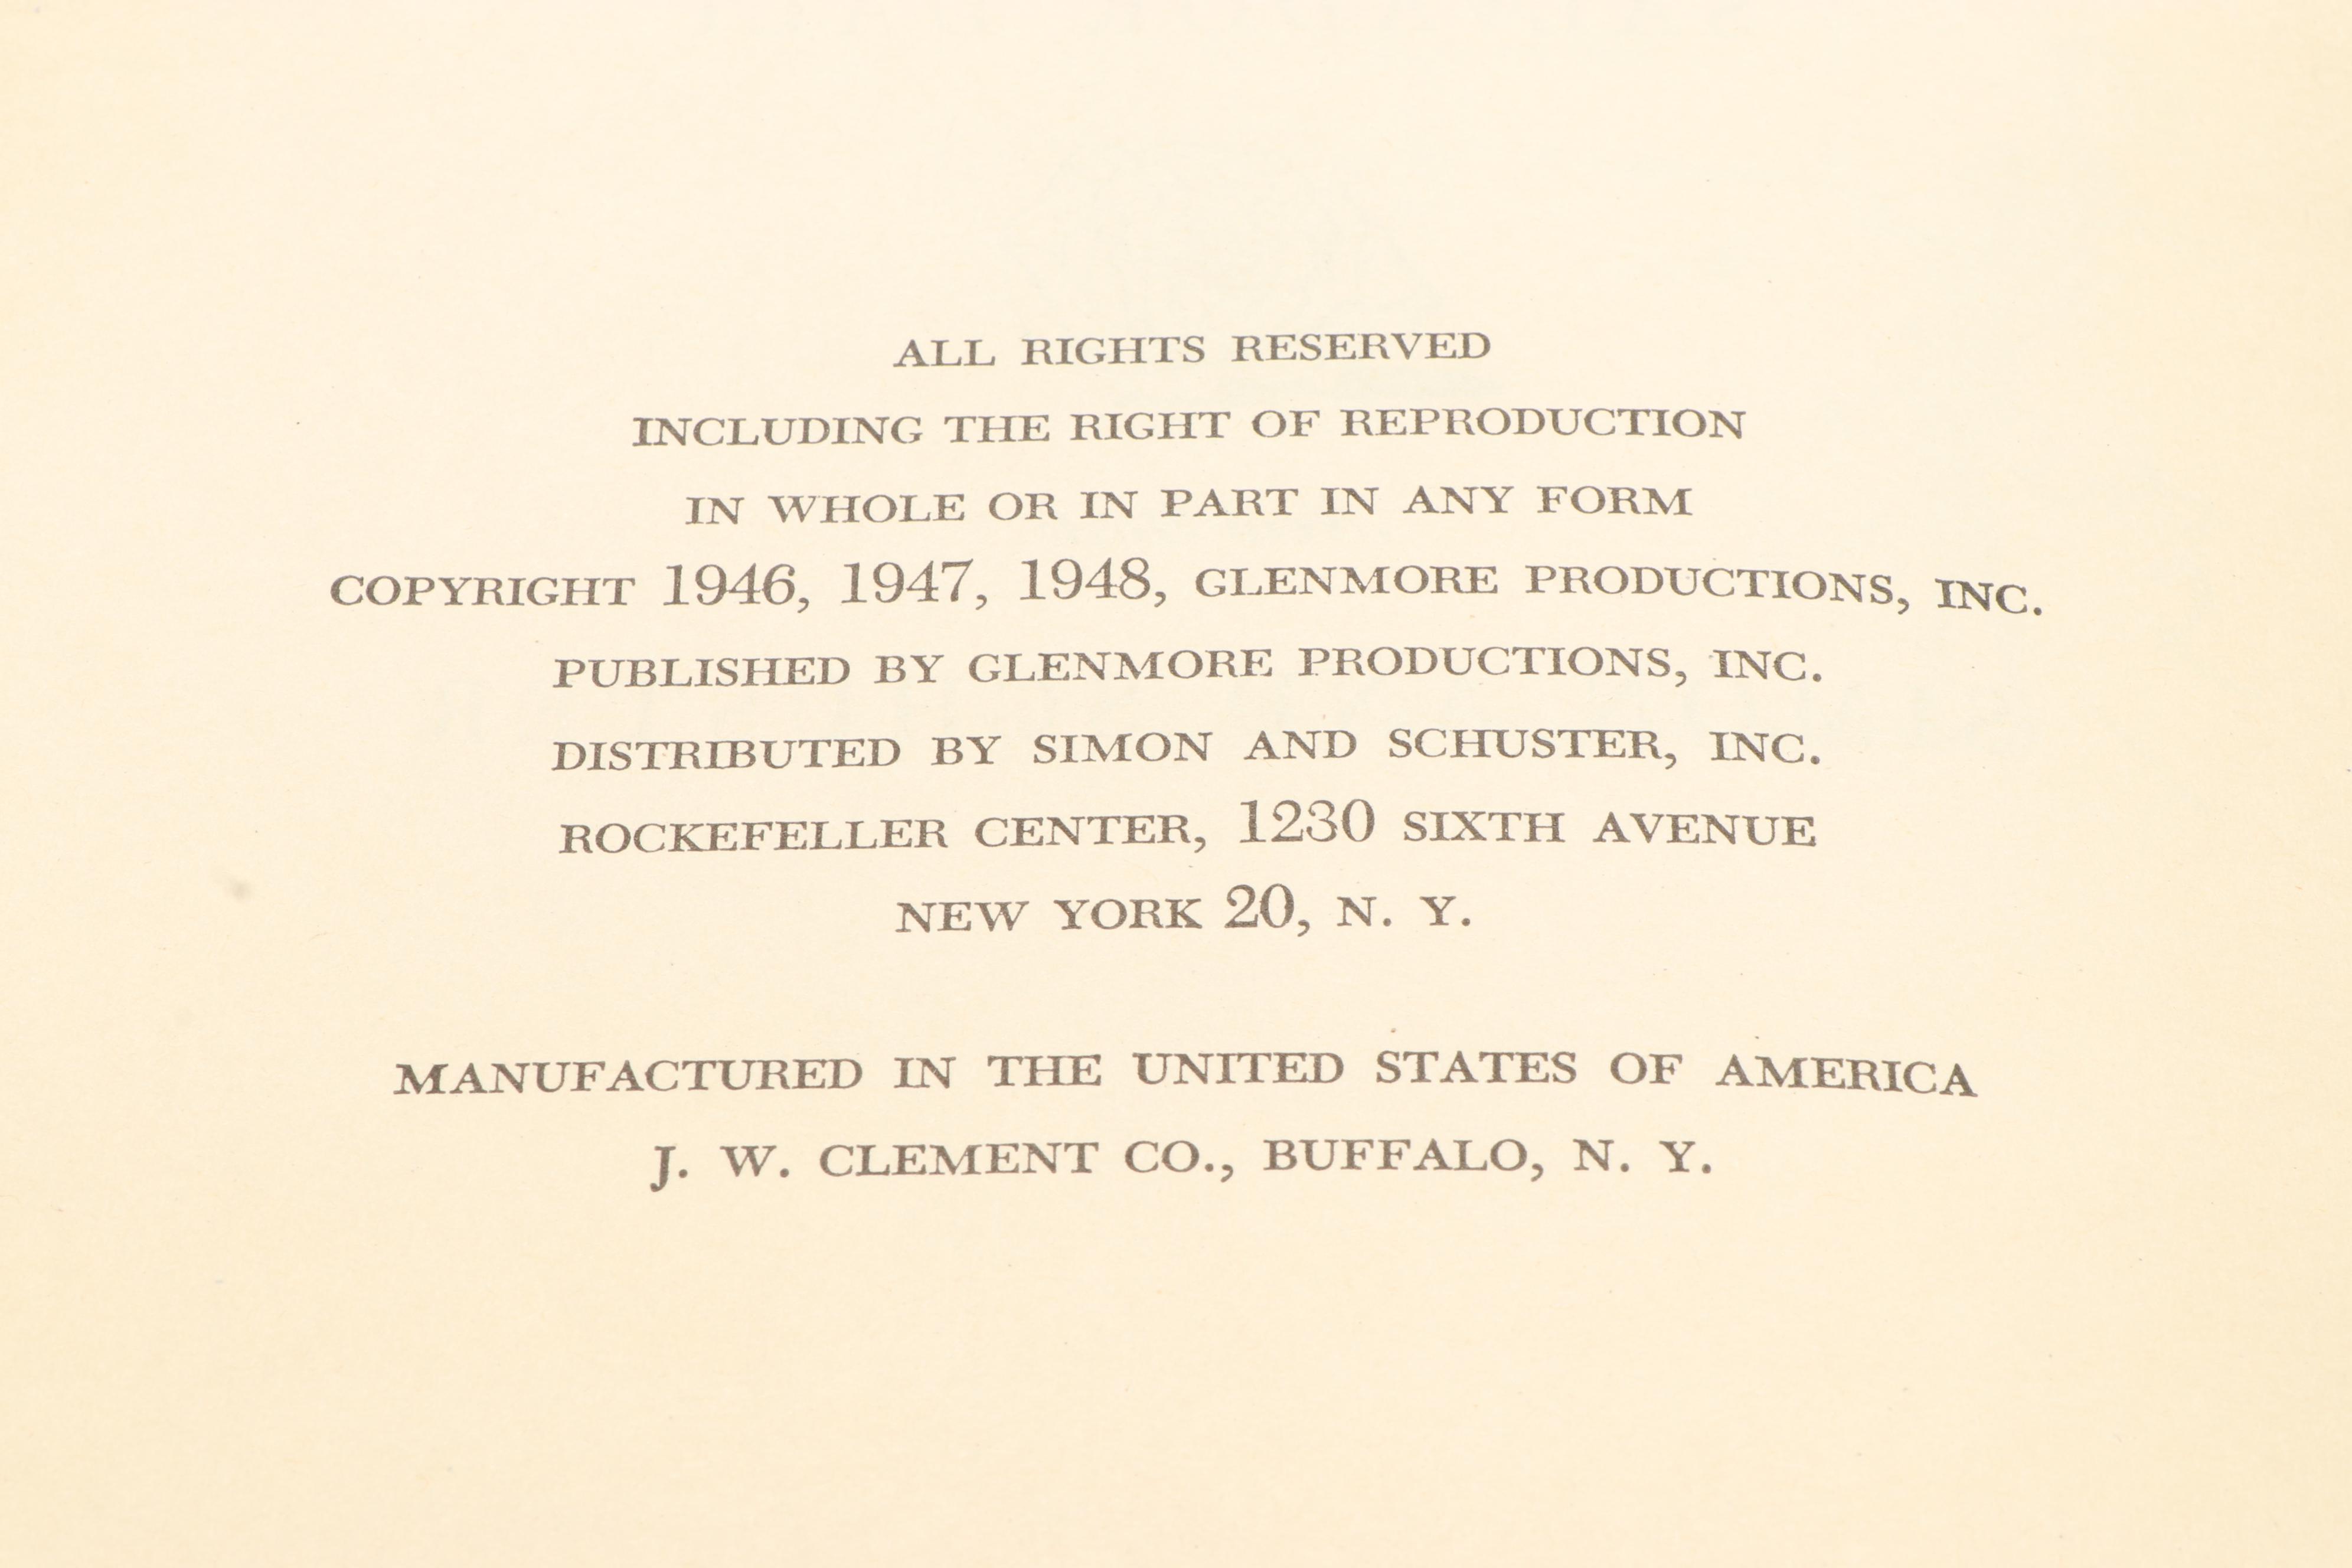 ALL RIGHTS RESERVED
INCLUDING THE RIGHT OF REPRODUCTION
IN WHOLE OR IN PART IN ANY FORM
COPYRIGHT 1946, 1947, 1948, GLENMORE PRODUCTIONS, INC.
PUBLISHED BY GLENMORE PRODUCTIONS, INC.
DISTRIBUTED BY SIMON AND SCHUSTER, INC.
ROCKEFELLER CENTER, 1230 SIXTH AVENUE
NEW YORK 20, N. Y.
MANUFACTURED IN THE UNITED STATES OF AMERICA
J. W. CLEMENT CO., BUFFALO, N. Y.